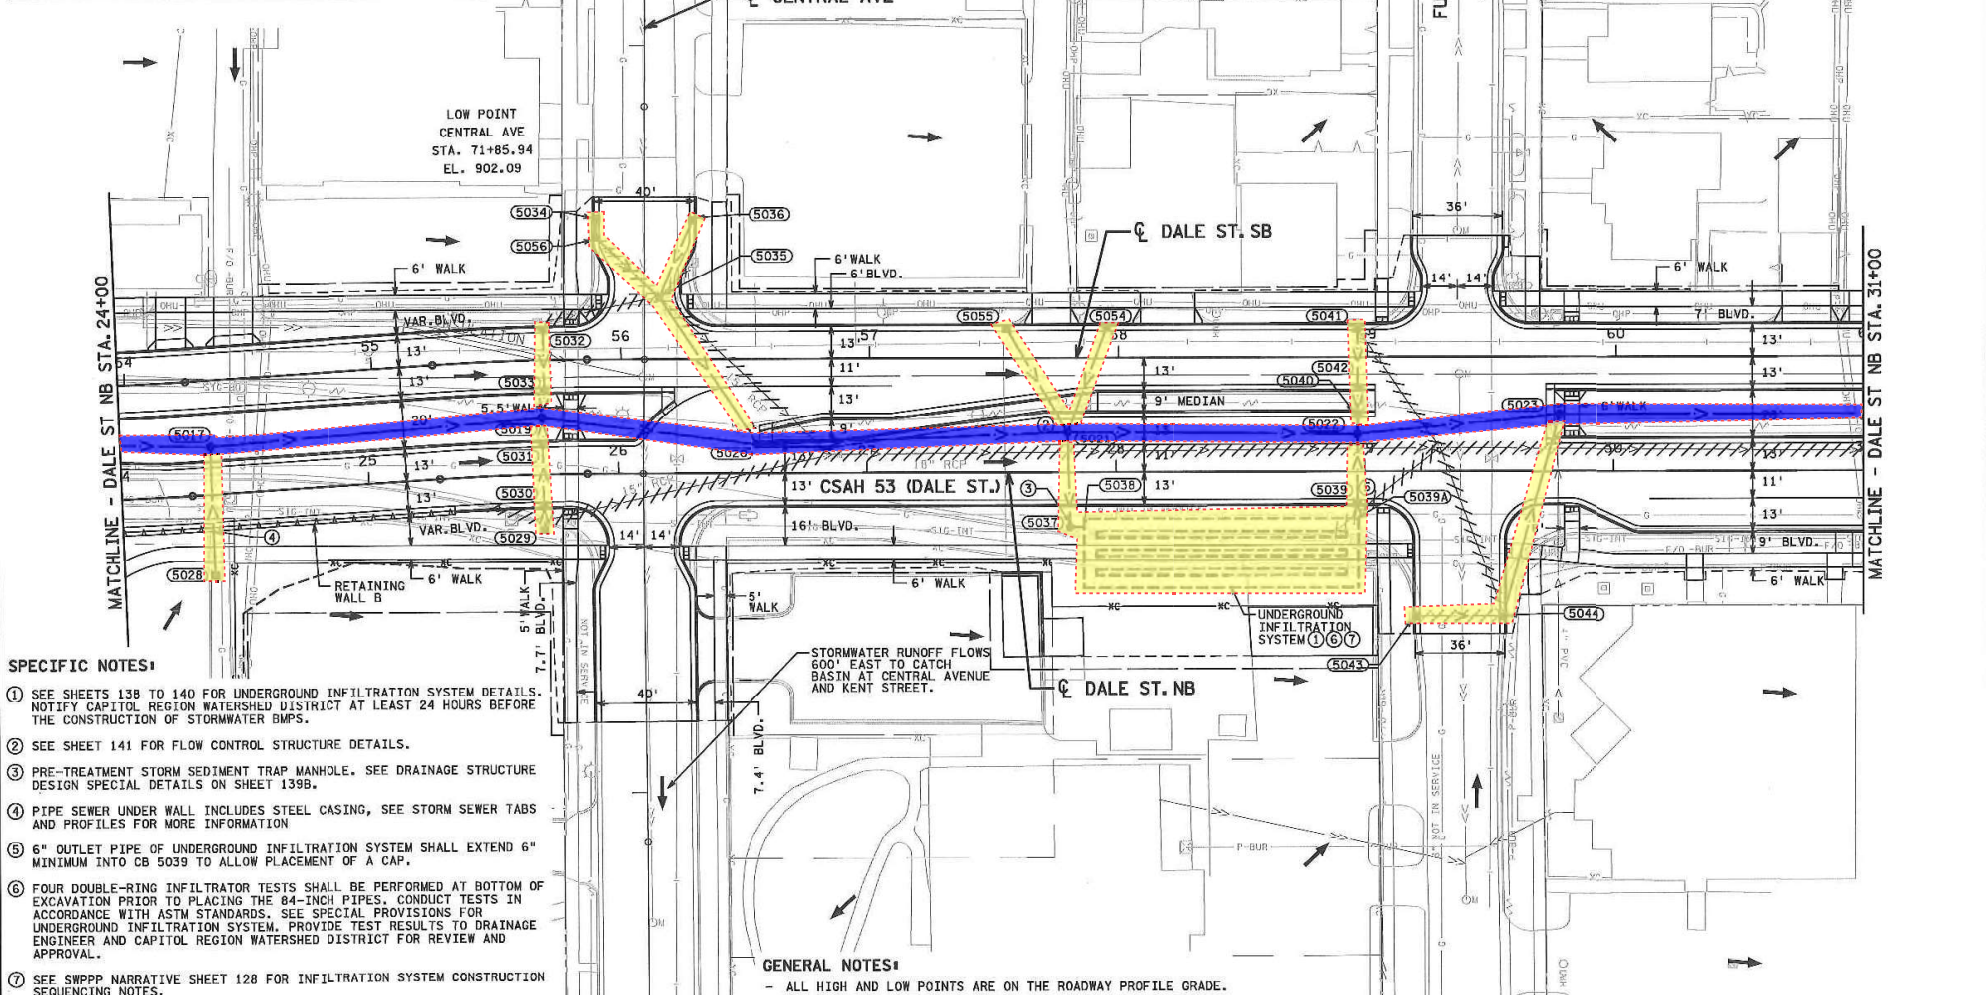 ℄ CENTRAL AVE
FU
LOW POINT
CENTRAL AVE
STA. 71+85.94
EL. 902.09
40'
5034
5036
5056
5035
36'
℄ DALE ST. SB
6' WALK
6' WALK
6' BLVD.
14' 14'
6' WALK
MATCHLINE - DALE ST NB STA. 24+00
MATCHLINE - DALE ST NB STA. 31+00
VAR. BLVD.
5055
5054
5041
7' BLVD.
5032
54
55
56
57
58
60
13'
13'
13'
11'
13'
13'
13'
13'
5033
5042
5040
9' MEDIAN
5.5' WALK
5023
6' WALK
20'
5017
5019
9'
5022
5020
5021
5031
25
26
28
13'
13'
18" RCP
15" RCP
CSAH 53 (DALE ST.)
13'
13'
11'
13'
11'
13'
5030
3
5038
5039
5039A
VAR. BLVD.
16' BLVD.
5037
4
5029
14' 14'
9' BLVD.
5028
RETAINING
WALL B
6' WALK
6' WALK
6' WALK
5' WALK
7.7' BLVD.
5'
WALK
UNDERGROUND
INFILTRATION
SYSTEM 1 6 7
5044
5043
36'
NOT IN SERVICE
STORMWATER RUNOFF FLOWS
600' EAST TO CATCH
BASIN AT CENTRAL AVENUE
AND KENT STREET.
℄ DALE ST. NB
40'
7.4' BLVD.
P-BUR
SPECIFIC NOTES:
1 SEE SHEETS 138 TO 140 FOR UNDERGROUND INFILTRATION SYSTEM DETAILS.
NOTIFY CAPITOL REGION WATERSHED DISTRICT AT LEAST 24 HOURS BEFORE
THE CONSTRUCTION OF STORMWATER BMPS.
2 SEE SHEET 141 FOR FLOW CONTROL STRUCTURE DETAILS.
3 PRE-TREATMENT STORM SEDIMENT TRAP MANHOLE. SEE DRAINAGE STRUCTURE
DESIGN SPECIAL DETAILS ON SHEET 139B.
4 PIPE SEWER UNDER WALL INCLUDES STEEL CASING, SEE STORM SEWER TABS
AND PROFILES FOR MORE INFORMATION
5 6" OUTLET PIPE OF UNDERGROUND INFILTRATION SYSTEM SHALL EXTEND 6"
MINIMUM INTO CB 5039 TO ALLOW PLACEMENT OF A CAP.
6 FOUR DOUBLE-RING INFILTRATOR TESTS SHALL BE PERFORMED AT BOTTOM OF
EXCAVATION PRIOR TO PLACING THE 84-INCH PIPES. CONDUCT TESTS IN
ACCORDANCE WITH ASTM STANDARDS. SEE SPECIAL PROVISIONS FOR
UNDERGROUND INFILTRATION SYSTEM. PROVIDE TEST RESULTS TO DRAINAGE
ENGINEER AND CAPITOL REGION WATERSHED DISTRICT FOR REVIEW AND
APPROVAL.
7 SEE SWPPP NARRATIVE SHEET 128 FOR INFILTRATION SYSTEM CONSTRUCTION
SEQUENCING NOTES.
GENERAL NOTES:
- ALL HIGH AND LOW POINTS ARE ON THE ROADWAY PROFILE GRADE.